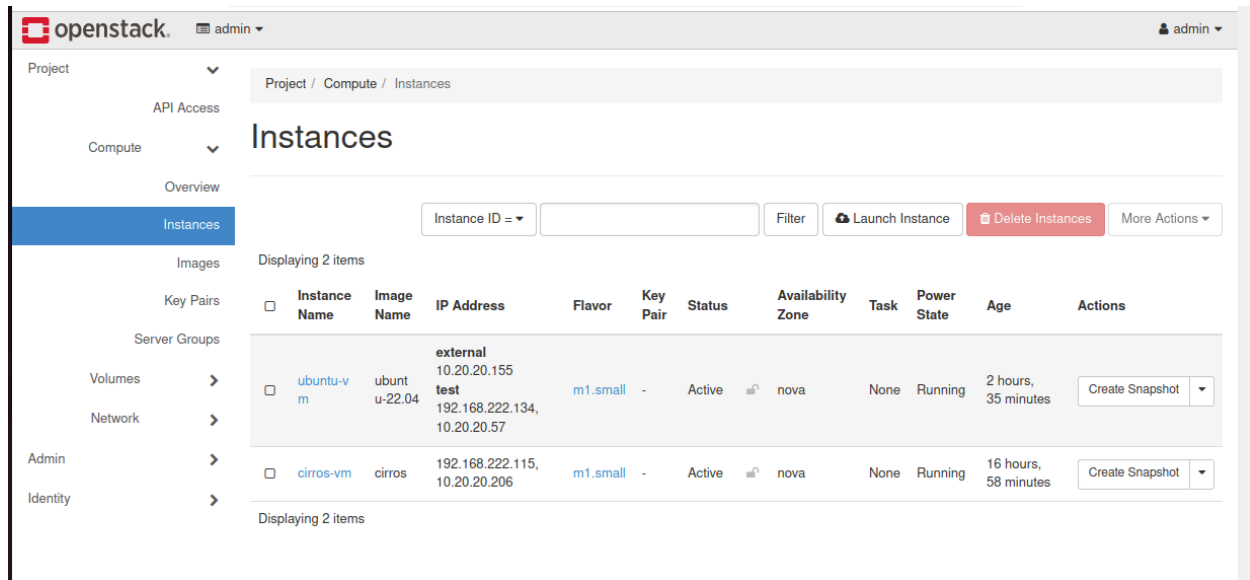 openstack. admin admin
Project
API Access
Compute
Overview
Instances
Images
Key Pairs
Server Groups
Volumes
Network
Admin
Identity
Project / Compute / Instances
Instances
Instance ID = Filter Launch Instance Delete Instances More Actions
Displaying 2 items
Instance Name Image Name IP Address Flavor Key Pair Status Availability Zone Task Power State Age Actions
external
10.20.20.155
test
ubuntu-v
m
ubunt
u-22.04
192.168.222.134,
10.20.20.57
m1.small - Active nova None Running
2 hours,
35 minutes
Create Snapshot
cirros-vm cirros
192.168.222.115,
10.20.20.206
m1.small - Active nova None Running
16 hours,
58 minutes
Create Snapshot
Displaying 2 items